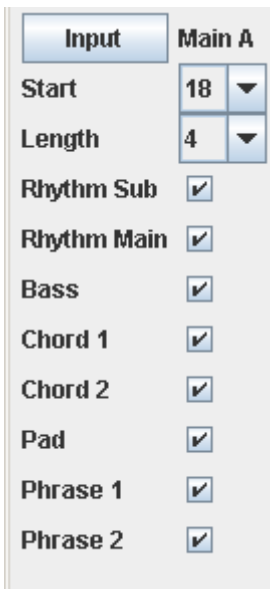 Input Main A
Start 18
Length 4
Rhythm Sub
Rhythm Main
Bass
Chord 1
Chord 2
Pad
Phrase 1
Phrase 2